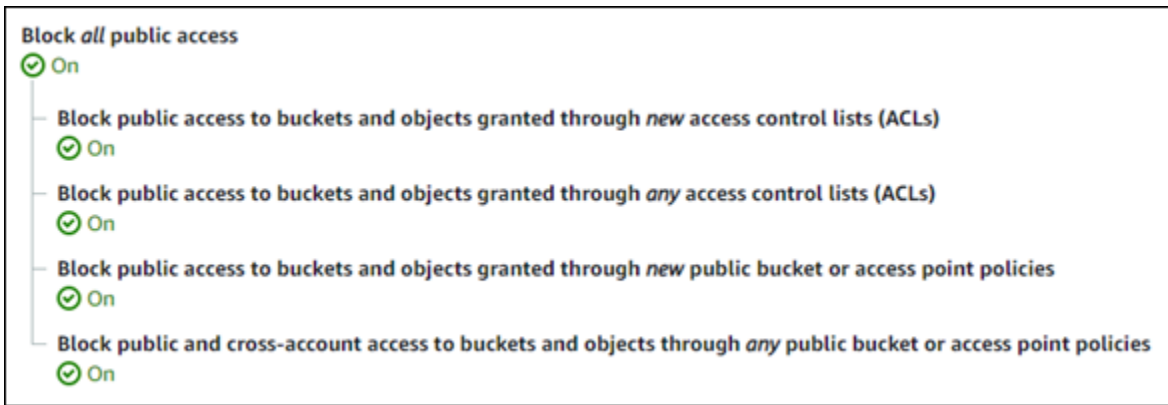 Block all public access
On
Block public access to buckets and objects granted through new access control lists (ACLs)
On
Block public access to buckets and objects granted through any access control lists (ACLs)
On
Block public access to buckets and objects granted through new public bucket or access point policies
On
Block public and cross-account access to buckets and objects through any public bucket or access point policies
On